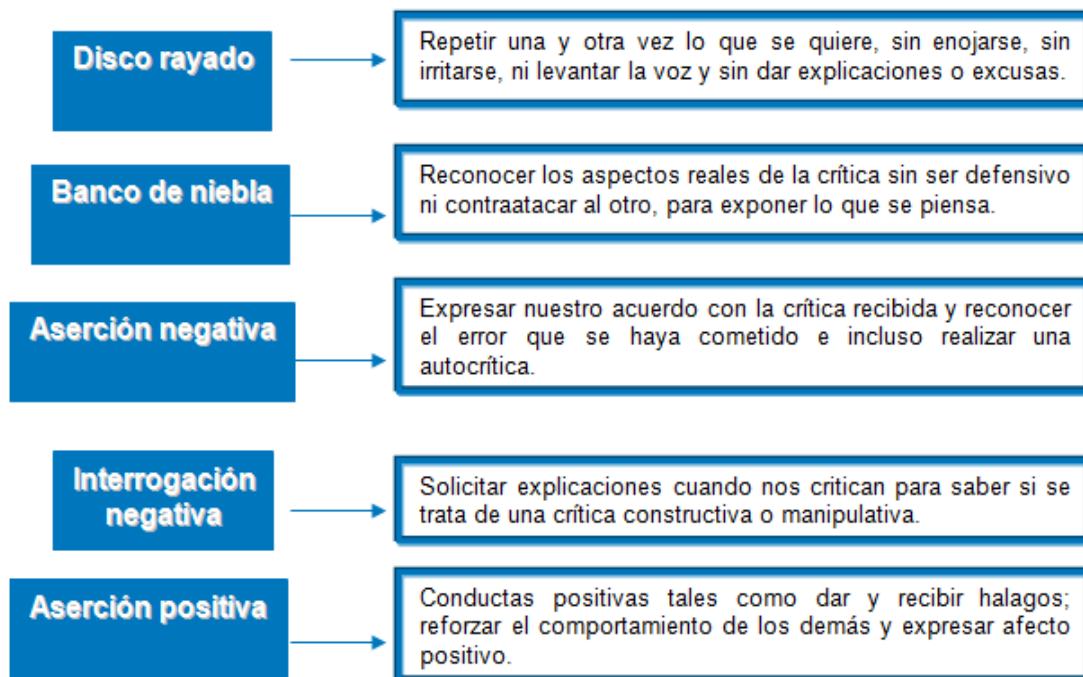 Disco rayado
Repetir una y otra vez lo que se quiere, sin enojarse, sin
irritarse, ni levantar la voz y sin dar explicaciones o excusas.
Banco de niebla
Reconocer los aspectos reales de la crítica sin ser defensivo
ni contraatacar al otro, para exponer lo que se piensa.
Aserción negativa
Expresar nuestro acuerdo con la crítica recibida y reconocer
el error que se haya cometido e incluso realizar una
autocrítica.
Interrogación
negativa
Solicitar explicaciones cuando nos critican para saber si se
trata de una crítica constructiva o manipulativa.
Aserción positiva
Conductas positivas tales como dar y recibir halagos;
reforzar el comportamiento de los demás y expresar afecto
positivo.